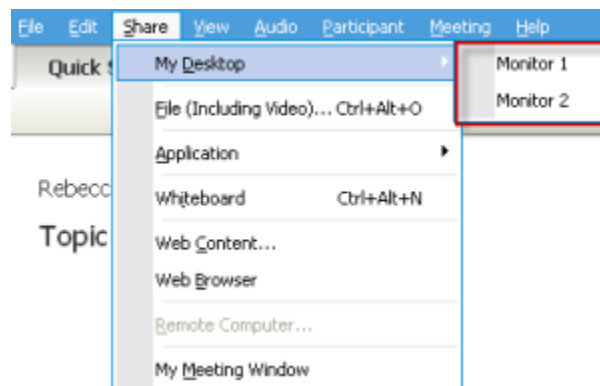 File Edit Share View Audio Participant Meeting Help
Quick
My Desktop
Monitor 1
Monitor 2
File (Including Video)... Ctrl+Alt+O
Application
Rebecc
Whiteboard Ctrl+Alt+N
Topic
Web Content...
Web Browser
Remote Computer...
My Meeting Window